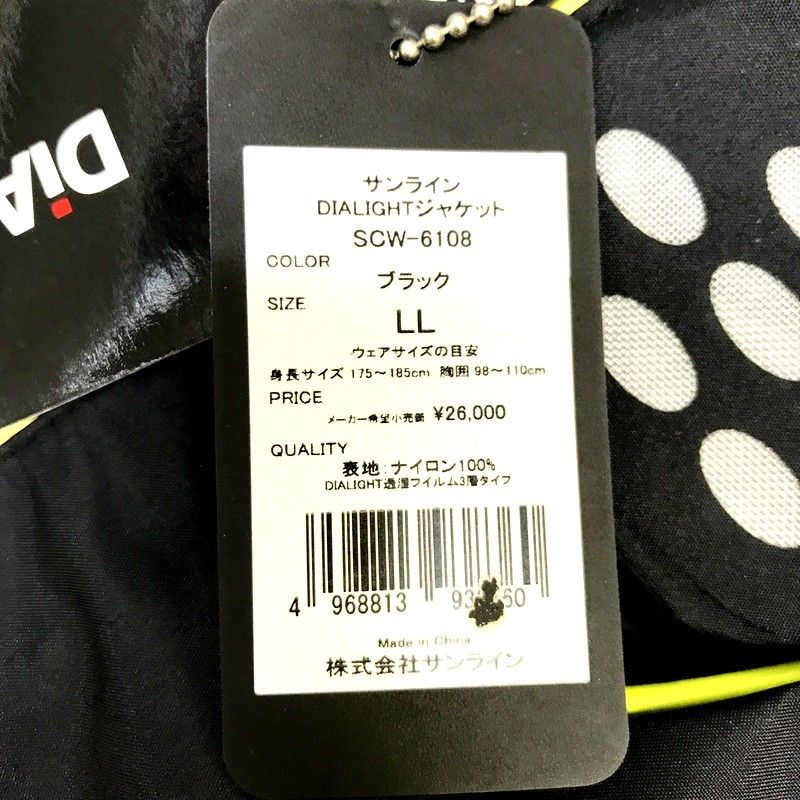 DiA
サンライン
DIALIGHTジャケット
SCW-6108
COLOR
ブラック
SIZE
LL
ウェアサイズの目安
身長サイズ 175～185cm 胸囲 98～110cm
PRICE
メーカー希望小売価 ¥26,000
QUALITY
表地:ナイロン100%
DIALIGHT透湿フイルム3層タイプ
4 968813 93 60
Made in China
株式会社サンライン